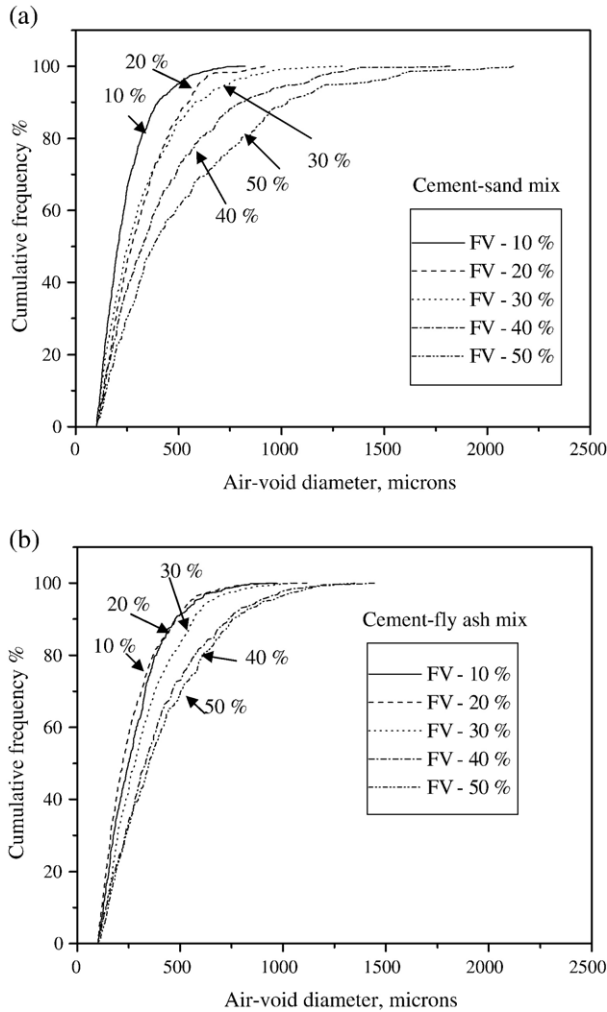 (a)
100
80
60
40
20
0
Cumulative frequency %
20 %
10 %
30 %
50 %
40 %
Cement-sand mix
FV - 10 %
FV - 20 %
FV - 30 %
FV - 40 %
FV - 50 %
0 500 1000 1500 2000 2500
Air-void diameter, microns
(b)
100
80
60
40
20
0
Cumulative frequency %
30 %
20 %
10 %
40 %
50 %
Cement-fly ash mix
FV - 10 %
FV - 20 %
FV - 30 %
FV - 40 %
FV - 50 %
0 500 1000 1500 2000 2500
Air-void diameter, microns